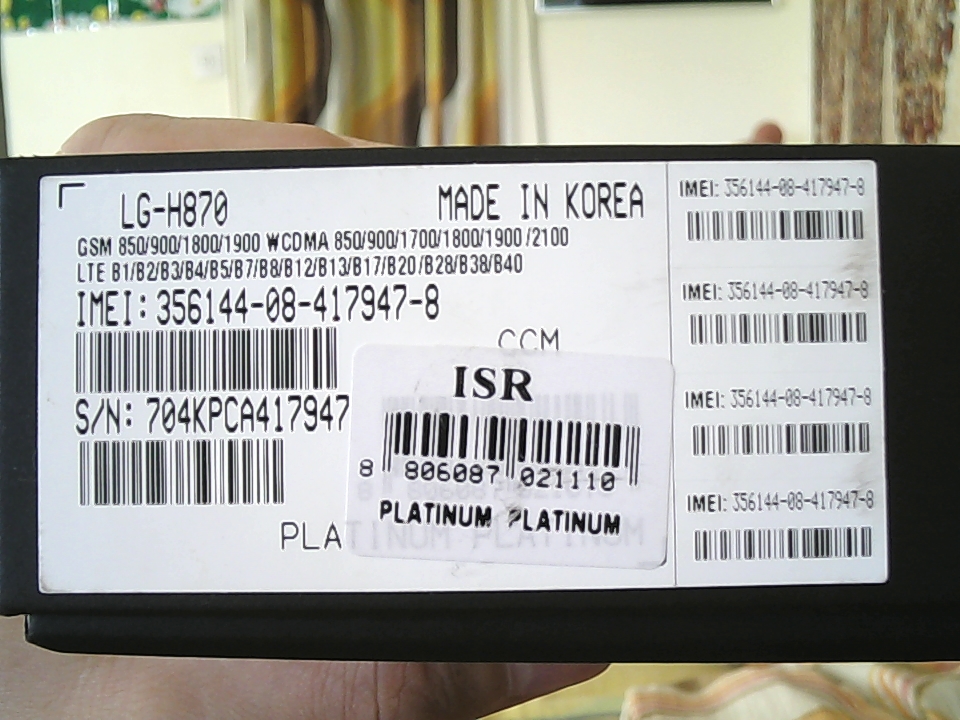 LG-H870 MADE IN KOREA
GSM 850/900/1800/1900 WCDMA 850/900/1700/1800/1900 /2100
LTE B1/B2/B3/B4/B5/B7/B8/B12/B13/B17/B20/B28/B38/B40
IMEI: 356144-08-417947-8
CCM
S/N: 704KPCA417947
ISR
8 806087 021110
PLATINUM PLATINUM
PLATINUM PLATINUM
IMEI: 356144-08-417947-8
IMEI: 356144-08-417947-8
IMEI: 356144-08-417947-8
IMEI: 356144-08-417947-8